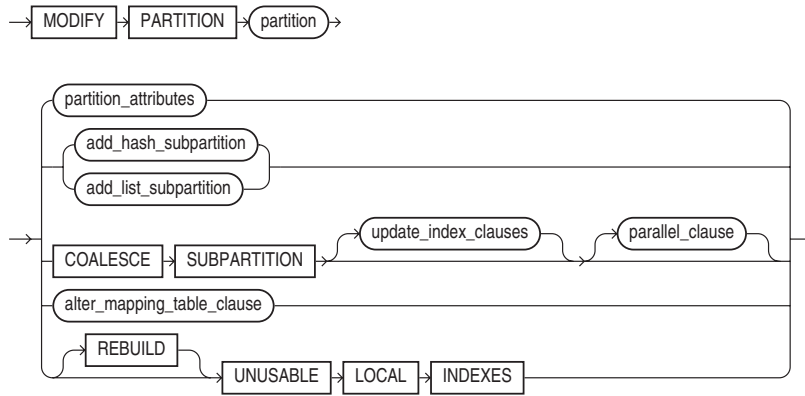 MODIFY PARTITION partition
partition_attributes
add_hash_subpartition
add_list_subpartition
update_index_clauses parallel_clause
COALESCE SUBPARTITION
alter_mapping_table_clause
REBUILD
UNUSABLE LOCAL INDEXES